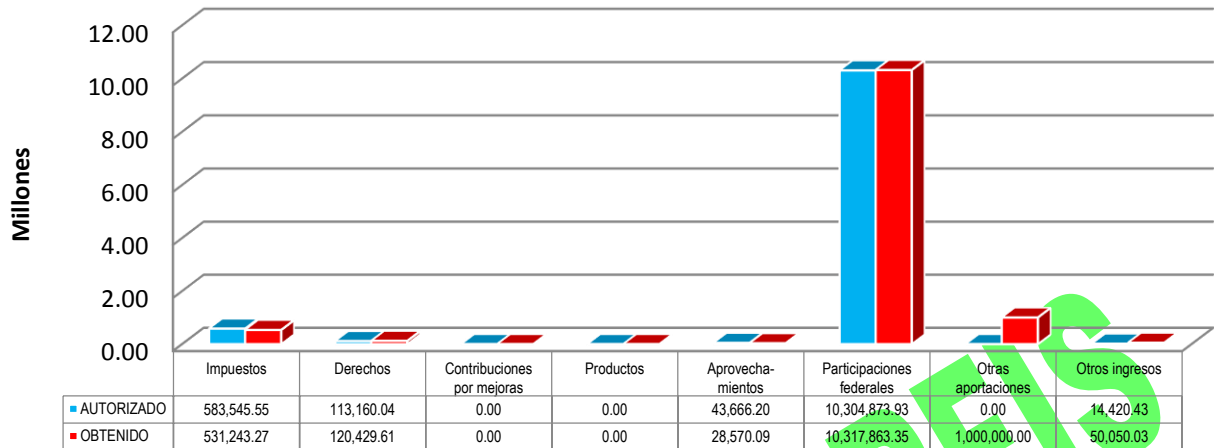 12.00
10.00
8.00
6.00
4.00
2.00
0.00
Millones
Impuestos Derechos Contribuciones por mejoras Productos Aprovecha-mientos Participaciones federales Otras aportaciones Otros ingresos
AUTORIZADO 583,545.55 113,160.04 0.00 0.00 43,666.20 10,304,873.93 0.00 14,420.43
OBTENIDO 531,243.27 120,429.61 0.00 0.00 28,570.09 10,317,863.35 1,000,000.00 50,050.03